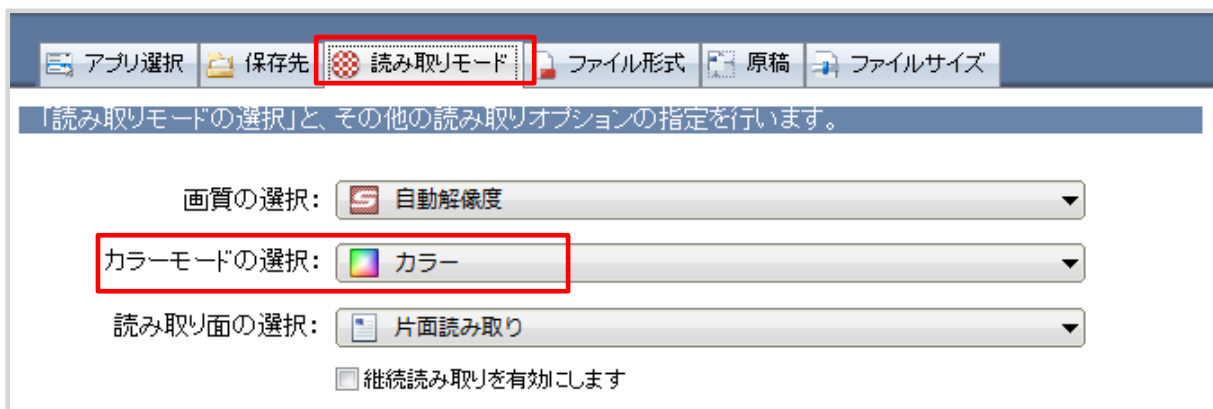 アプリ選択 保存先 読み取りモード ファイル形式 原稿 ファイルサイズ
「読み取りモードの選択」と、その他の読み取りオプションの指定を行います。
画質の選択: 自動解像度
カラーモードの選択: カラー
読み取り面の選択: 片面読み取り
継続読み取りを有効にします